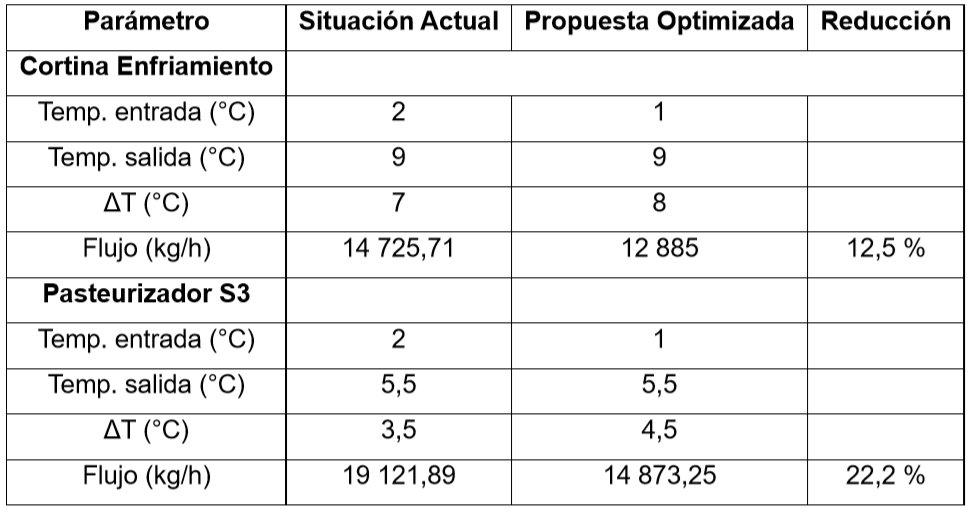 Parámetro Situación Actual Propuesta Optimizada Reducción
Cortina Enfriamiento
Temp. entrada (°C) 2 1
Temp. salida (°C) 9 9
ΔT (°C) 7 8
Flujo (kg/h) 14 725,71 12 885 12,5 %
Pasteurizador S3
Temp. entrada (°C) 2 1
Temp. salida (°C) 5,5 5,5
ΔT (°C) 3,5 4,5
Flujo (kg/h) 19 121,89 14 873,25 22,2 %